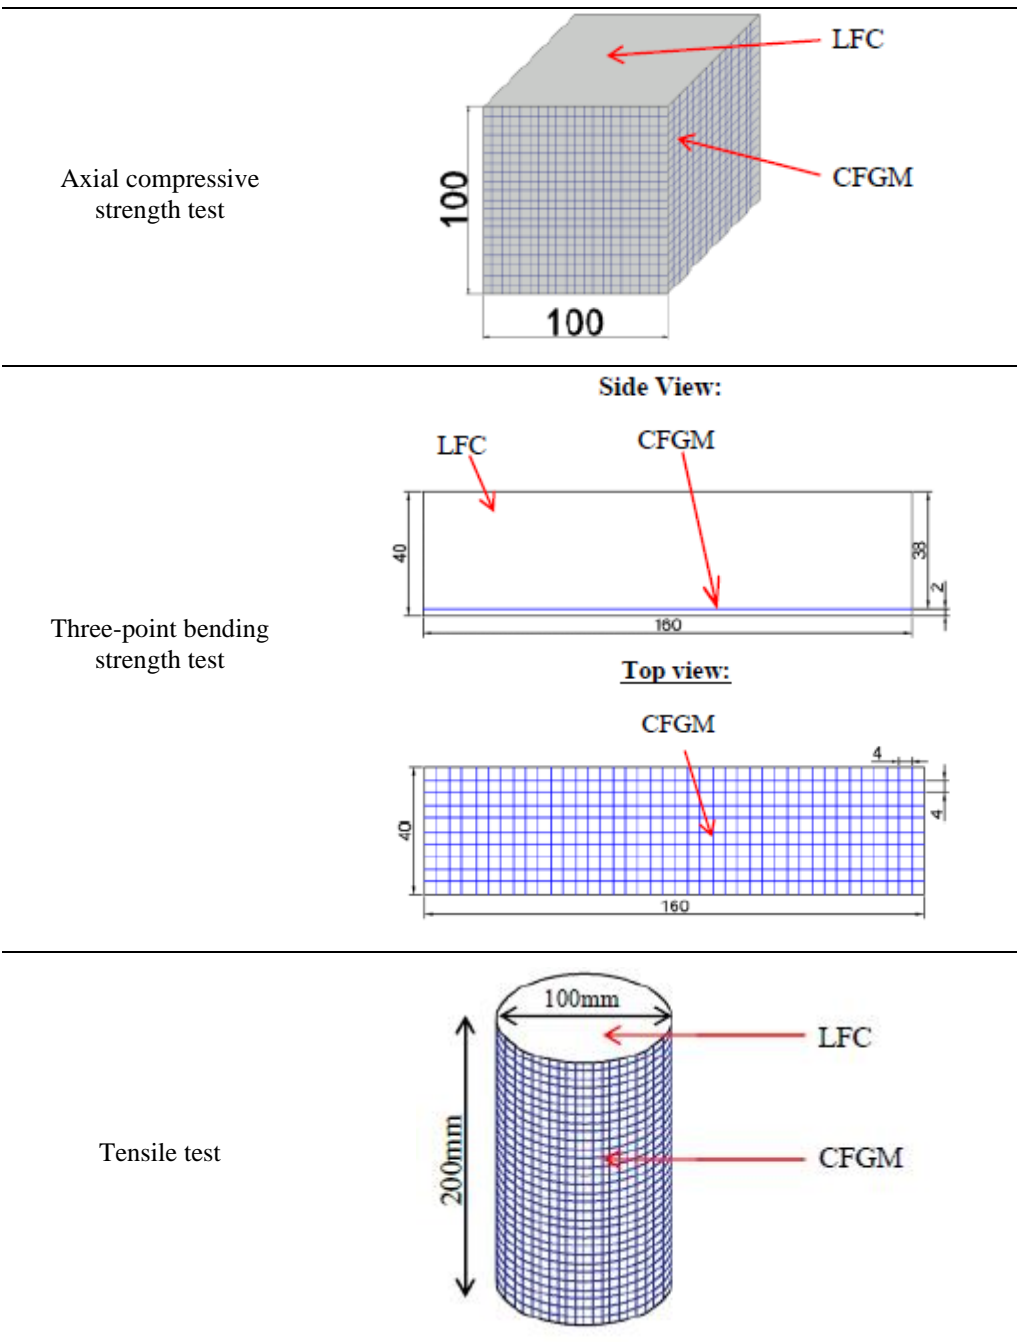 LFC
Axial compressive
strength test
CFGM
100
100
Side View:
LFC
CFGM
40
38
2
160
Three-point bending
strength test
Top view:
CFGM
4
4
40
160
100mm
LFC
200mm
Tensile test
CFGM